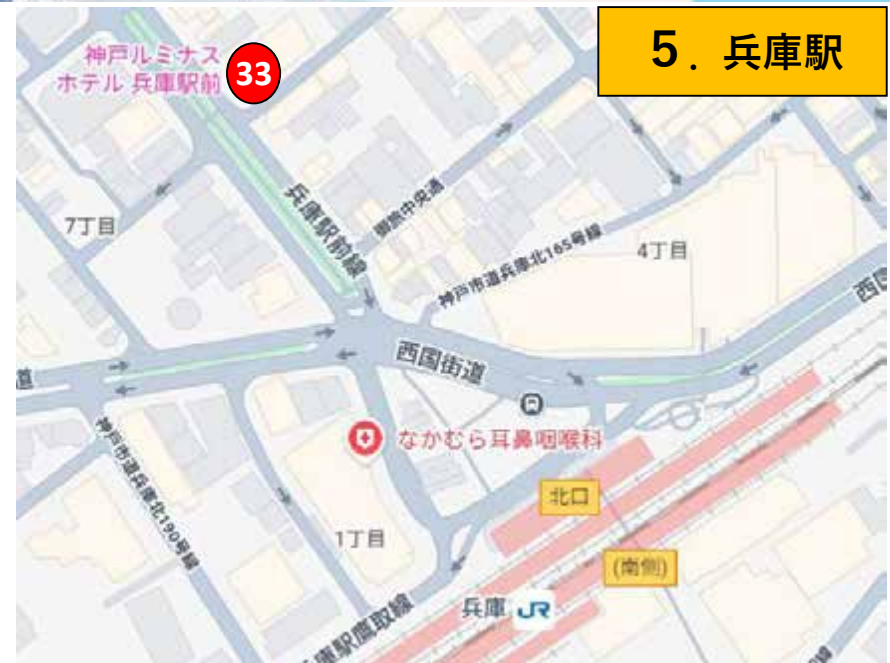 5．兵庫駅
神戸ルミナス
ホテル 兵庫駅前
33
兵庫駅前線
御旅中央通
7丁目
神戸市道兵庫北165号線
4丁目
西国
西国街道
道
なかむら耳鼻咽喉科
神戸市道兵庫北190号線
北口
1丁目
(南側)
兵庫 JR
兵庫駅鷹取線
線